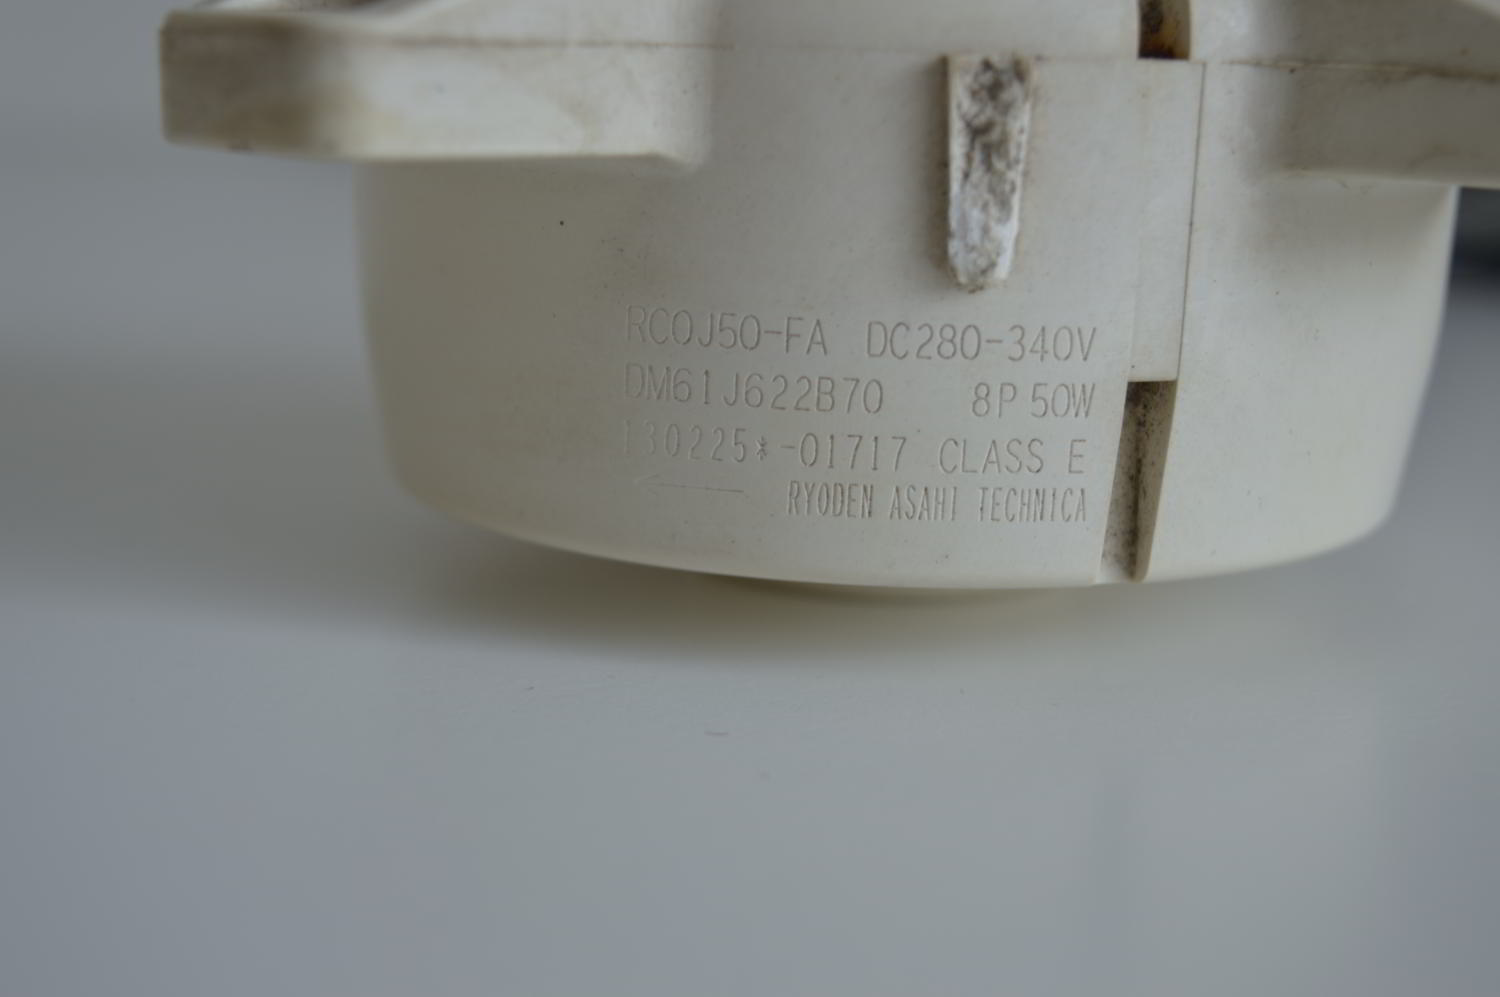 RC0J50-FA DC280-340V
DM61J622B70 8P 50W
130225*-01717 CLASS E
← RYODEN ASAHI TECHNICA